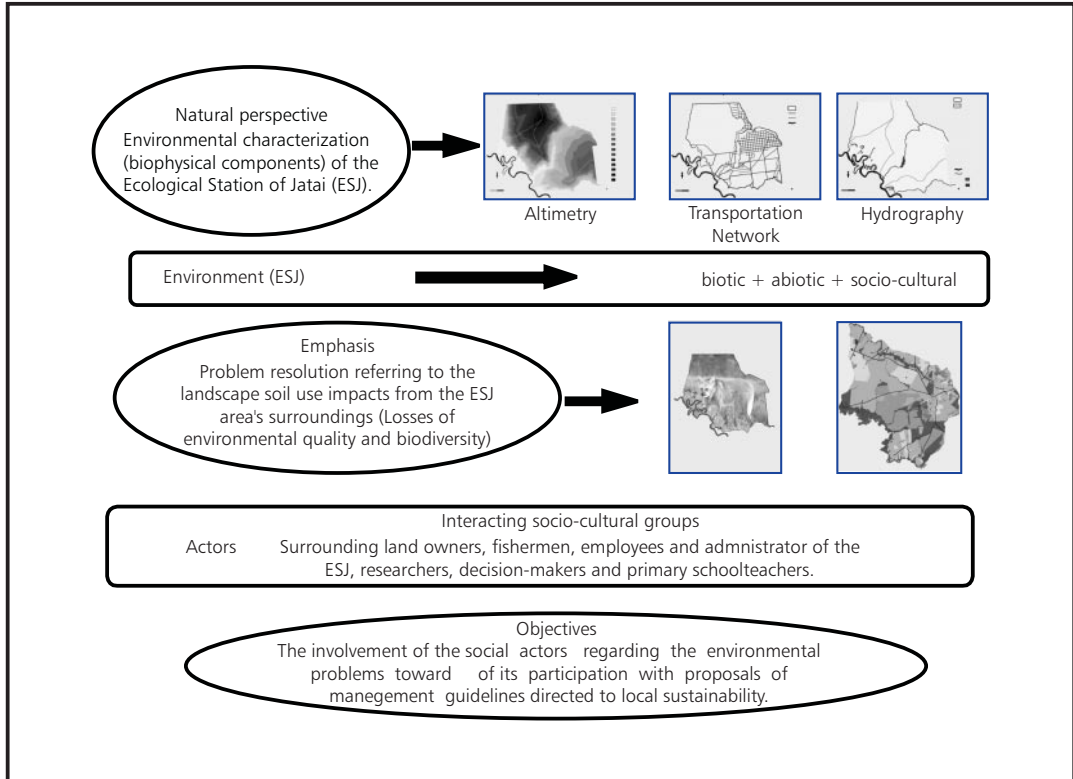 Natural perspective
Environmental characterization
(biophysical components) of the
Ecological Station of Jatai (ESJ).
Altimetry
Transportation
Network
Hydrography
Environment (ESJ)
biotic + abiotic + socio-cultural
Emphasis
Problem resolution referring to the
landscape soil use impacts from the ESJ
area's surroundings (Losses of
environmental quality and biodiversity)
Interacting socio-cultural groups
Actors Surrounding land owners, fishermen, employees and admnistrator of the
ESJ, researchers, decision-makers and primary schoolteachers.
Objectives
The involvement of the social actors regarding the environmental
problems toward of its participation with proposals of
manegement guidelines directed to local sustainability.